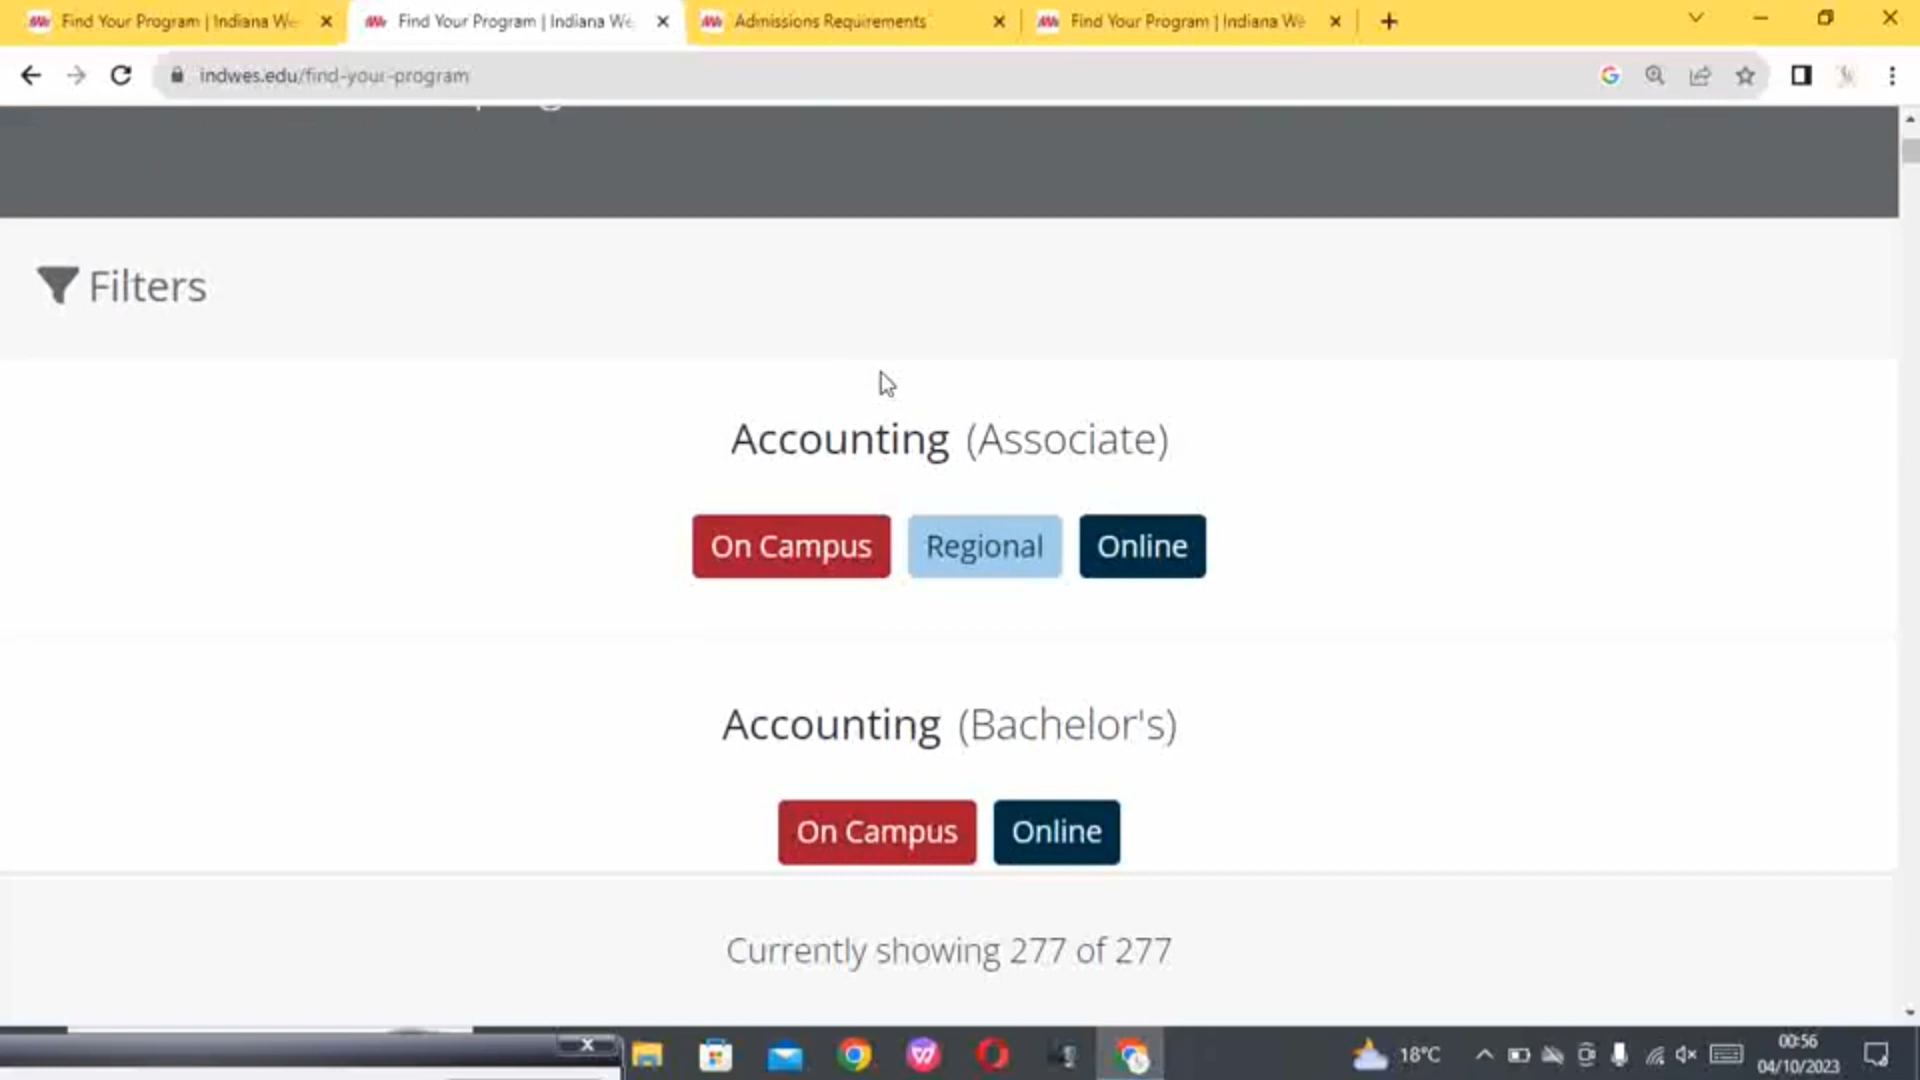 Find Your Program | Indiana We
Find Your Program | Indiana We
Admissions Requirements
Find Your Program | Indiana We
indwes.edu/find-your-program
Filters
Accounting (Associate)
On Campus
Regional
Online
Accounting (Bachelor's)
On Campus
Online
Currently showing 277 of 277
18°C
00:56
04/10/2023